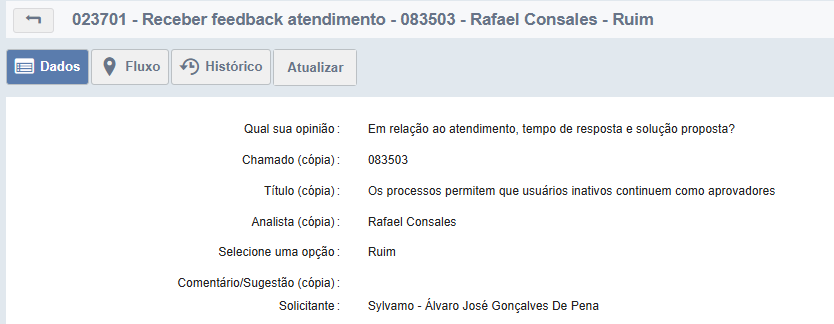 023701 - Receber feedback atendimento - 083503 - Rafael Consales - Ruim
Dados Fluxo Histórico Atualizar
Qual sua opinião : Em relação ao atendimento, tempo de resposta e solução proposta?
Chamado (cópia) : 083503
Título (cópia) : Os processos permitem que usuários inativos continuem como aprovadores
Analista (cópia) : Rafael Consales
Selecione uma opção : Ruim
Comentário/Sugestão (cópia) :
Solicitante : Sylvamo - Álvaro José Gonçalves De Pena